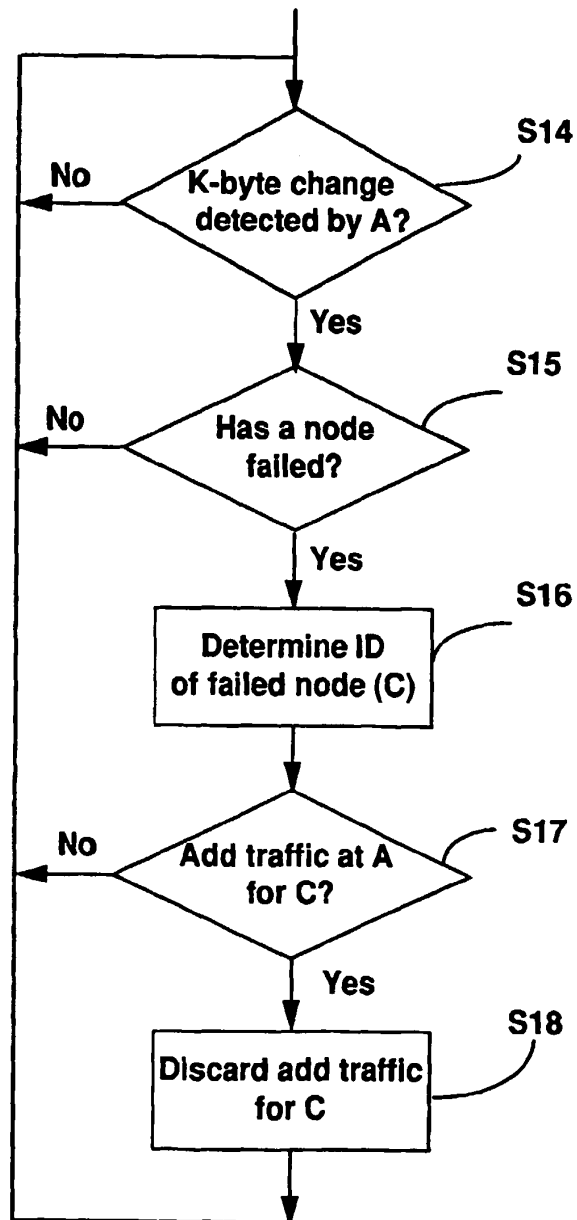 S14
K-byte change
detected by A?
No
Yes
S15
Has a node
failed?
No
Yes
S16
Determine ID
of failed node (C)
S17
Add traffic at A
for C?
No
Yes
S18
Discard add traffic
for C